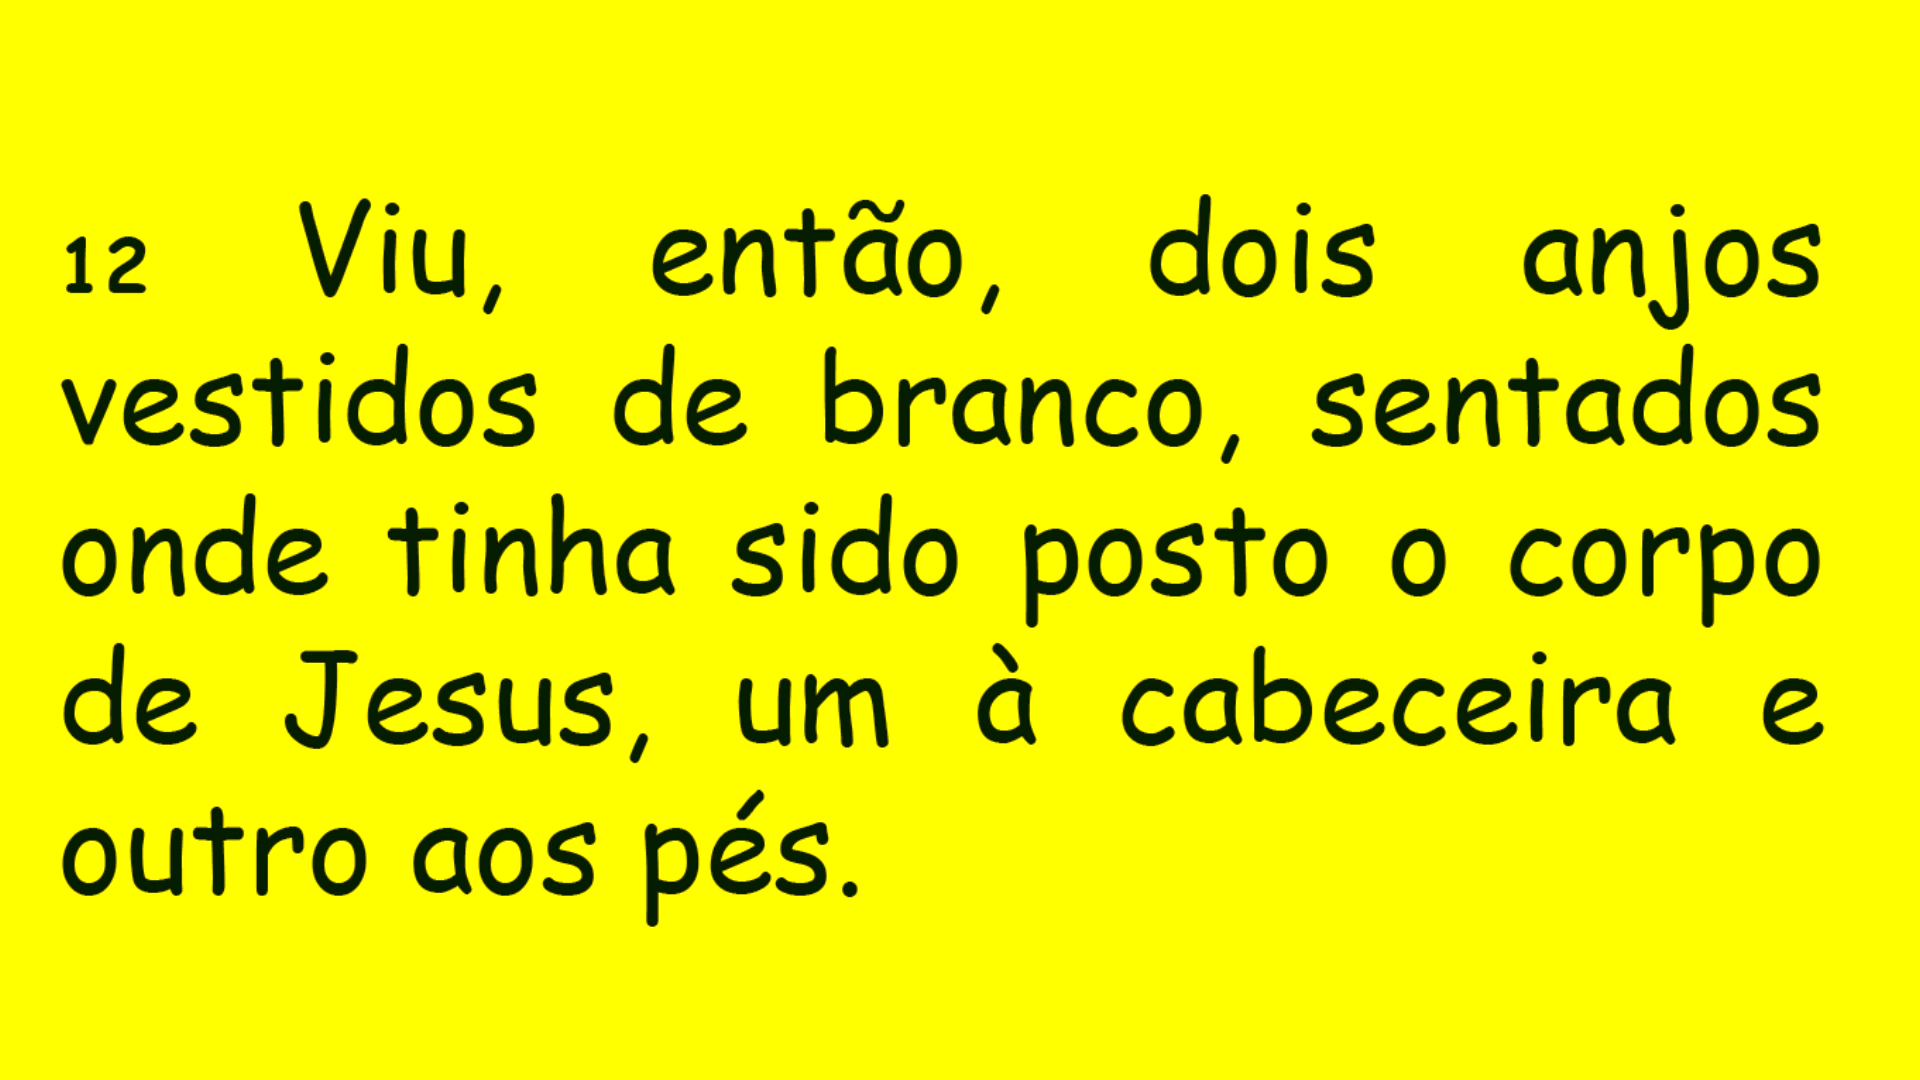 12 Viu, então, dois anjos
vestidos de branco, sentados
onde tinha sido posto o corpo
de Jesus, um à cabeceira e
outro aos pés.